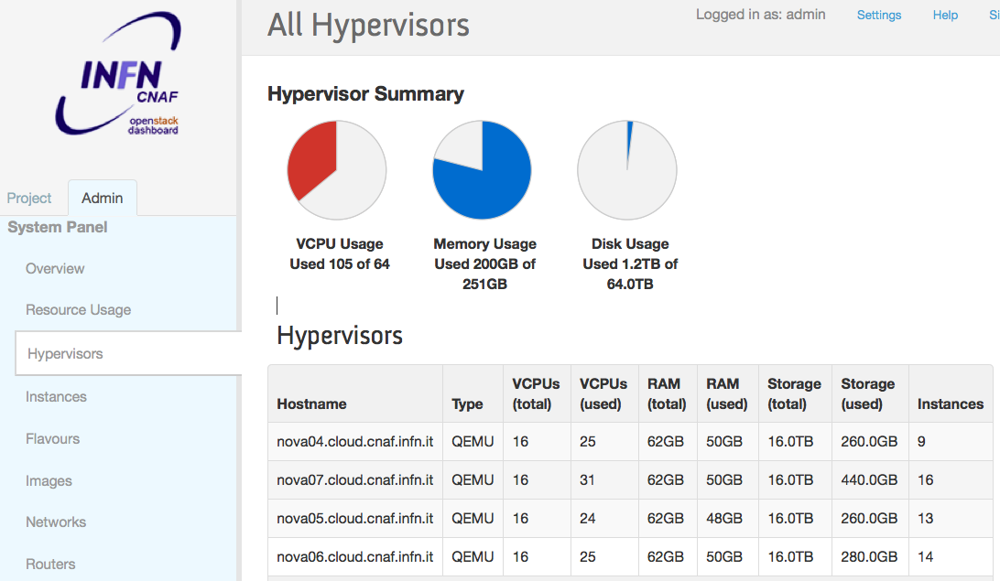 INFN
CNAF
openstack
dashboard
Project
Admin
System Panel
Overview
Resource Usage
Hypervisors
Instances
Flavours
Images
Networks
Routers
All Hypervisors
Logged in as: admin Settings Help Si
Hypervisor Summary
VCPU Usage
Used 105 of 64
Memory Usage
Used 200GB of
251GB
Disk Usage
Used 1.2TB of
64.0TB
Hypervisors
Hostname Type VCPUs (total) VCPUs (used) RAM (total) RAM (used) Storage (total) Storage (used) Instances
nova04.cloud.cnaf.infn.it QEMU 16 25 62GB 50GB 16.0TB 260.0GB 9
nova07.cloud.cnaf.infn.it QEMU 16 31 62GB 50GB 16.0TB 440.0GB 16
nova05.cloud.cnaf.infn.it QEMU 16 24 62GB 48GB 16.0TB 260.0GB 13
nova06.cloud.cnaf.infn.it QEMU 16 25 62GB 50GB 16.0TB 280.0GB 14